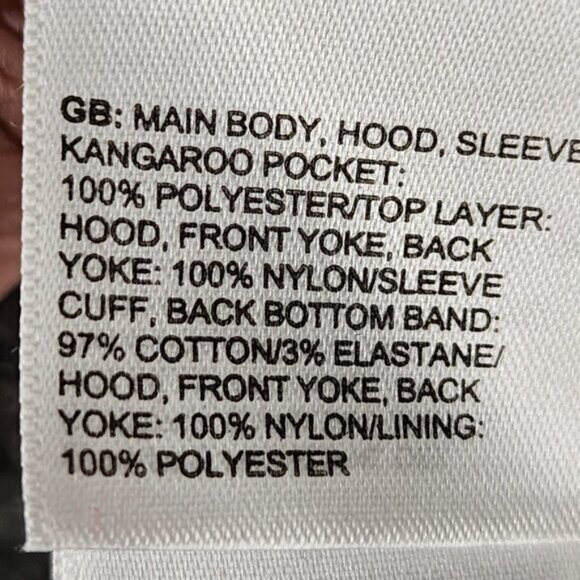 GB: MAIN BODY, HOOD, SLEEVE
KANGAROO POCKET:
100% POLYESTER/TOP LAYER:
HOOD, FRONT YOKE, BACK
YOKE: 100% NYLON/SLEEVE
CUFF, BACK BOTTOM BAND:
97% COTTON/3% ELASTANE/
HOOD, FRONT YOKE, BACK
YOKE: 100% NYLON/LINING:
100% POLYESTER